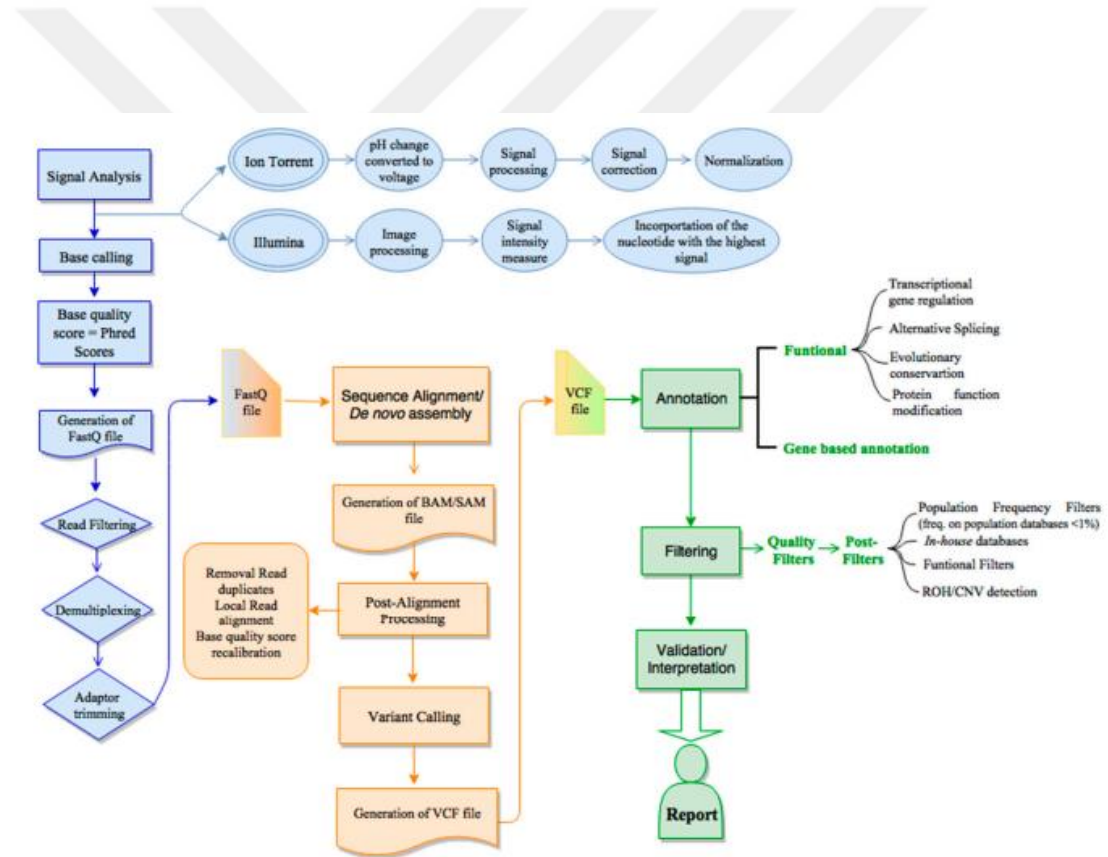 Signal Analysis
Ion Torrent
pH change
converted to
voltage
Signal
processing
Signal
correction
Normalization
Illumina
Image
processing
Signal
intensity
measure
Incorportation of the
nucleotide with the highest
signal
Base calling
Base quality
score = Phred
Scores
Generation of
FastQ file
Read Filtering
Demultiplexing
Adaptor
trimming
FastQ
file
Sequence Alignment/
De novo assembly
Generation of BAM/SAM
file
Removal Read
duplicates
Local Read
alignment
Base quality score
recalibration
Post-Alignment
Processing
Variant Calling
Generation of VCF file
VCF
file
Annotation
Funtional
Transcriptional
gene regulation
Alternative Splicing
Evolutionary
conservartion
Protein function
modification
Gene based annotation
Filtering
Quality
Filters
Post-
Filters
Population Frequency Filters
(freq. on population databases <1%)
In-house databases
Funtional Filters
ROH/CNV detection
Validation/
Interpretation
Report